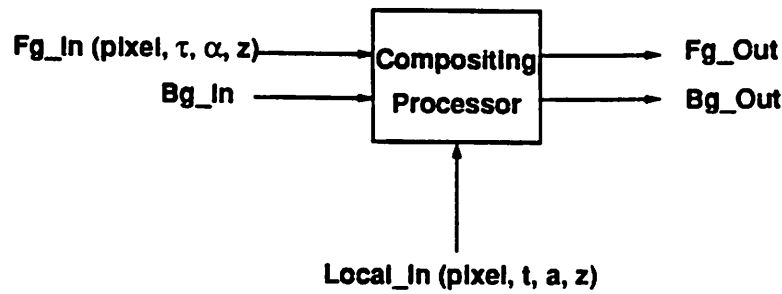 Fg_In (pixel, τ, α, z)
Bg_In
Compositing
Processor
Fg_Out
Bg_Out
Local_In (pixel, t, a, z)